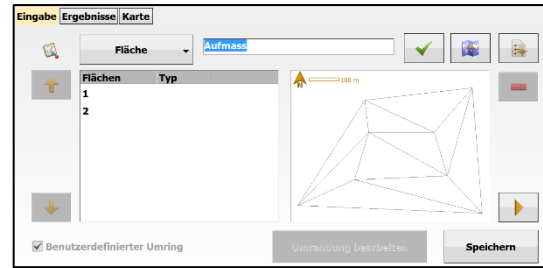 Eingabe Ergebnisse Karte
Fläche Aufmass
Flächen Typ
1
2
100 m
Benutzerdefinierter Umring
Umrandung bearbeiten
Speichern